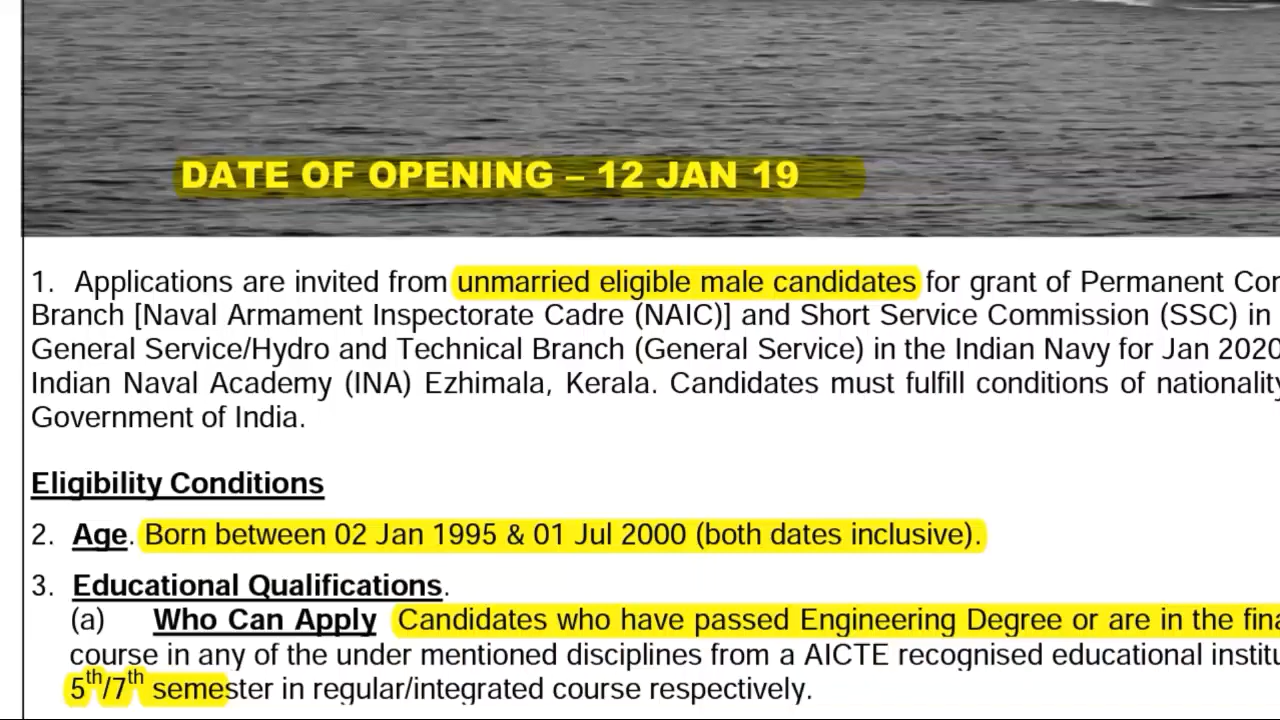 DATE OF OPENING – 12 JAN 19
1. Applications are invited from unmarried eligible male candidates for grant of Permanent Con
Branch [Naval Armament Inspectorate Cadre (NAIC)] and Short Service Commission (SSC) in
General Service/Hydro and Technical Branch (General Service) in the Indian Navy for Jan 2020
Indian Naval Academy (INA) Ezhimala, Kerala. Candidates must fulfill conditions of nationality
Government of India.
Eligibility Conditions
2. Age. Born between 02 Jan 1995 & 01 Jul 2000 (both dates inclusive).
3. Educational Qualifications.
(a) Who Can Apply Candidates who have passed Engineering Degree or are in the fina
course in any of the under mentioned disciplines from a AICTE recognised educational institu
5th/7th semester in regular/integrated course respectively.